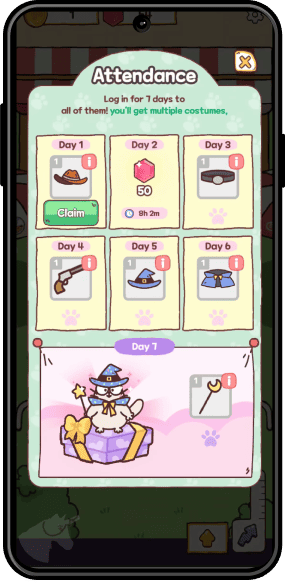 Attendance
Log in for 7 days to
all of them! you'll get multiple costumes,
Day 1
Day 2
Day 3
1
i
50
1
i
Claim
8h 2m
Day 4
Day 5
Day 6
1
i
1
i
1
i
Day 7
1
i